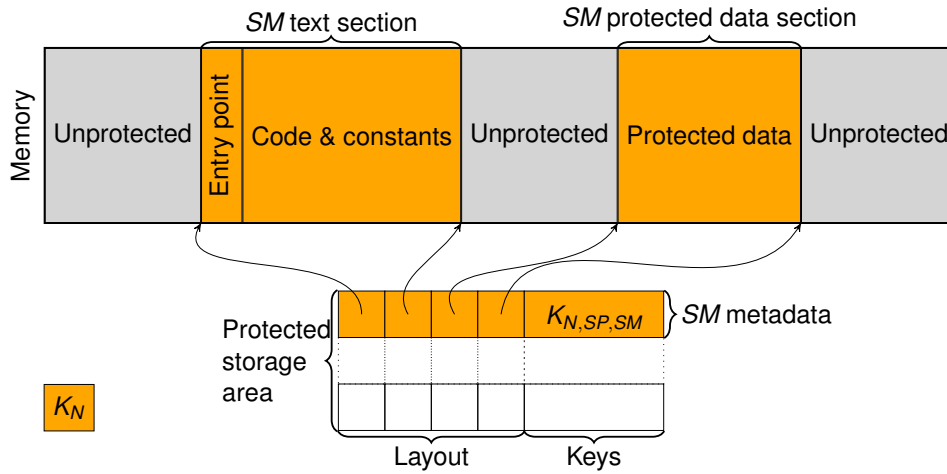 SM text section
SM protected data section
Memory
Unprotected
Entry point
Code & constants
Unprotected
Protected data
Unprotected
Protected
storage
area
K_{N,SP,SM}
SM metadata
K_N
Layout
Keys